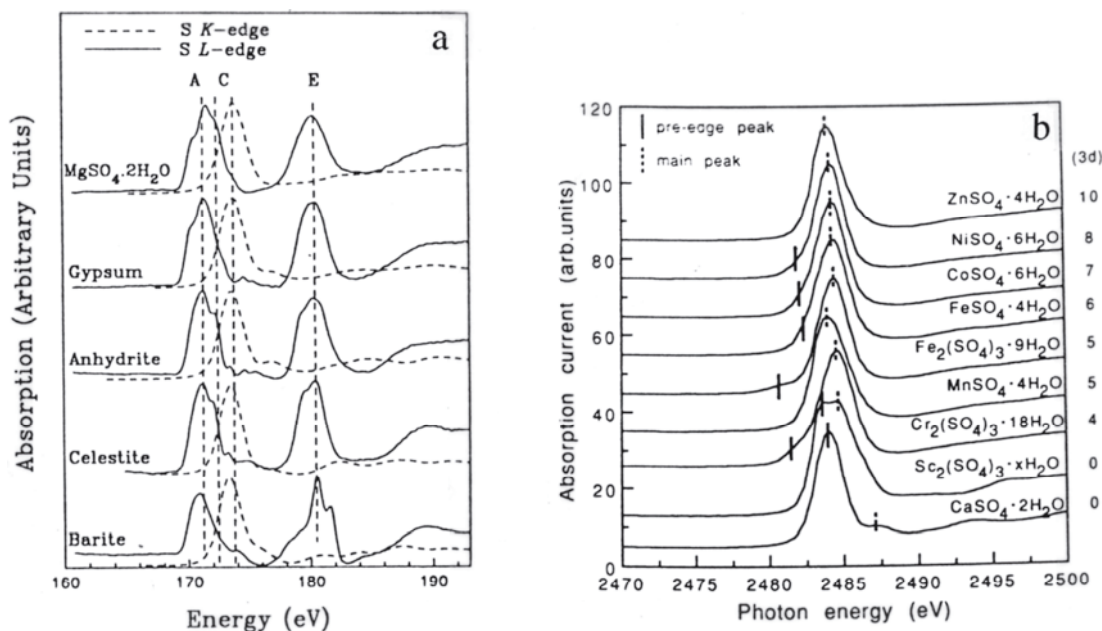 a
S K-edge
S L-edge
A C E
MgSO4.2H2O
Gypsum
Anhydrite
Celestite
Barite
Absorption (Arbitrary Units)
160 170 180 190
Energy (eV)
b
pre-edge peak
main peak
(3d)
ZnSO4·4H2O 10
NiSO4·6H2O 8
CoSO4·6H2O 7
FeSO4·4H2O 6
Fe2(SO4)3·9H2O 5
MnSO4·4H2O 5
Cr2(SO4)3·18H2O 4
Sc2(SO4)3·xH2O 0
CaSO4·2H2O 0
Absorption current (arb.units)
120
100
80
60
40
20
0
2470 2475 2480 2485 2490 2495 2500
Photon energy (eV)